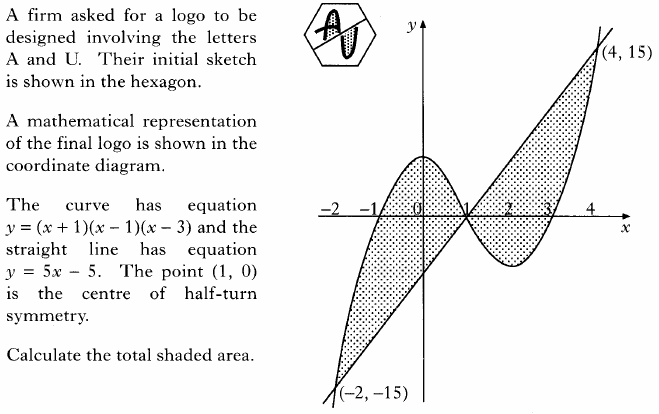 A firm asked for a logo to be
designed involving the letters
A and U. Their initial sketch
is shown in the hexagon.
A mathematical representation
of the final logo is shown in the
coordinate diagram.
The curve has equation
y = (x + 1)(x − 1)(x − 3) and the
straight line has equation
y = 5x − 5. The point (1, 0)
is the centre of half-turn
symmetry.
Calculate the total shaded area.
A U
y
(4, 15)
−2 −1 0 1 2 3 4
x
(−2, −15)